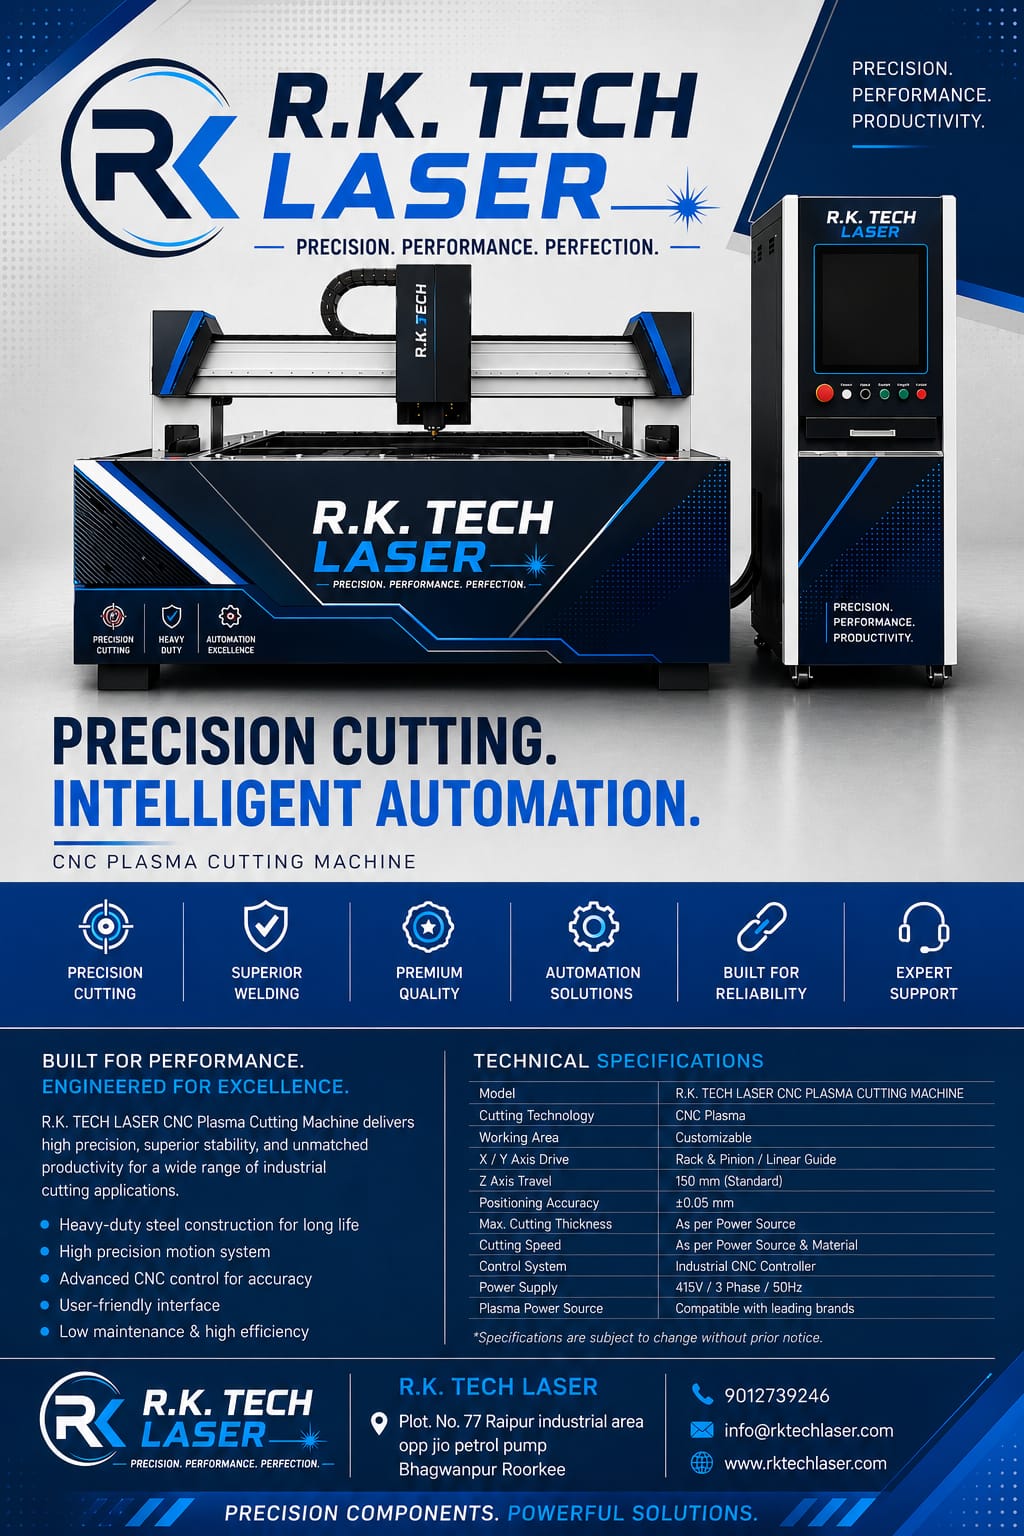 RK
R.K. TECH
LASER
PRECISION. PERFORMANCE. PERFECTION.
PRECISION.
PERFORMANCE.
PRODUCTIVITY.
R.K. TECH
LASER
R.K. TECH
R.K. TECH
LASER
PRECISION. PERFORMANCE. PERFECTION.
PRECISION
CUTTING
HEAVY
DUTY
AUTOMATION
EXCELLENCE
PRECISION.
PERFORMANCE.
PRODUCTIVITY.
PRECISION CUTTING.
INTELLIGENT AUTOMATION.
CNC PLASMA CUTTING MACHINE
PRECISION
CUTTING
SUPERIOR
WELDING
PREMIUM
QUALITY
AUTOMATION
SOLUTIONS
BUILT FOR
RELIABILITY
EXPERT
SUPPORT
BUILT FOR PERFORMANCE.
ENGINEERED FOR EXCELLENCE.
R.K. TECH LASER CNC Plasma Cutting Machine delivers
high precision, superior stability, and unmatched
productivity for a wide range of industrial
cutting applications.
Heavy-duty steel construction for long life
High precision motion system
Advanced CNC control for accuracy
User-friendly interface
Low maintenance & high efficiency
TECHNICAL SPECIFICATIONS
Model R.K. TECH LASER CNC PLASMA CUTTING MACHINE
Cutting Technology CNC Plasma
Working Area Customizable
X / Y Axis Drive Rack & Pinion / Linear Guide
Z Axis Travel 150 mm (Standard)
Positioning Accuracy ±0.05 mm
Max. Cutting Thickness As per Power Source
Cutting Speed As per Power Source & Material
Control System Industrial CNC Controller
Power Supply 415V / 3 Phase / 50Hz
Plasma Power Source Compatible with leading brands
*Specifications are subject to change without prior notice.
RK
R.K. TECH
LASER
PRECISION. PERFORMANCE. PERFECTION.
R.K. TECH LASER
Plot. No. 77 Raipur industrial area
opp jio petrol pump
Bhagwanpur Roorkee
9012739246
info@rktechlaser.com
www.rktechlaser.com
PRECISION COMPONENTS. POWERFUL SOLUTIONS.